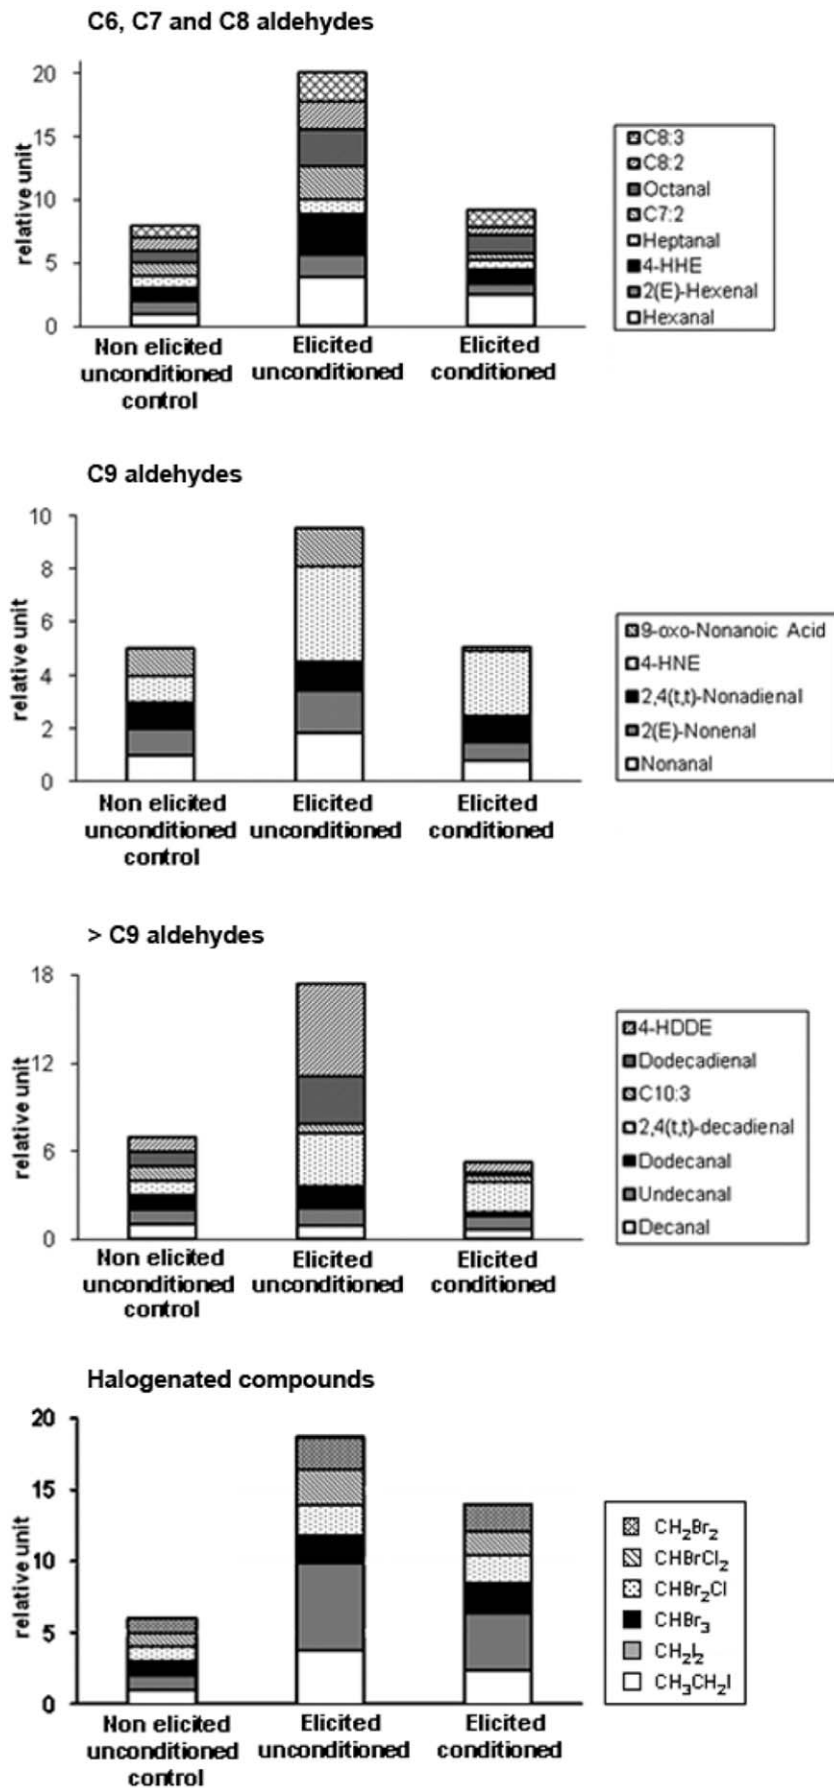 C6, C7 and C8 aldehydes
20
15
10
5
0
relative unit
Non elicited
unconditioned
control
Elicited
unconditioned
Elicited
conditioned
C8:3
C8:2
Octanal
C7:2
Heptanal
4-HHE
2(E)-Hexenal
Hexanal
C9 aldehydes
10
8
6
4
2
0
relative unit
Non elicited
unconditioned
control
Elicited
unconditioned
Elicited
conditioned
9-oxo-Nonanoic Acid
4-HNE
2,4(t,t)-Nonadienal
2(E)-Nonenal
Nonanal
> C9 aldehydes
18
12
6
0
relative unit
Non elicited
unconditioned
control
Elicited
unconditioned
Elicited
conditioned
4-HDDE
Dodecadienal
C10:3
2,4(t,t)-decadienal
Dodecanal
Undecanal
Decanal
Halogenated compounds
20
15
10
5
0
relative unit
Non elicited
unconditioned
control
Elicited
unconditioned
Elicited
conditioned
CH₂Br₂
CHBrCl₂
CHBr₂Cl
CHBr₃
CH₂I₂
CH₃CH₂I